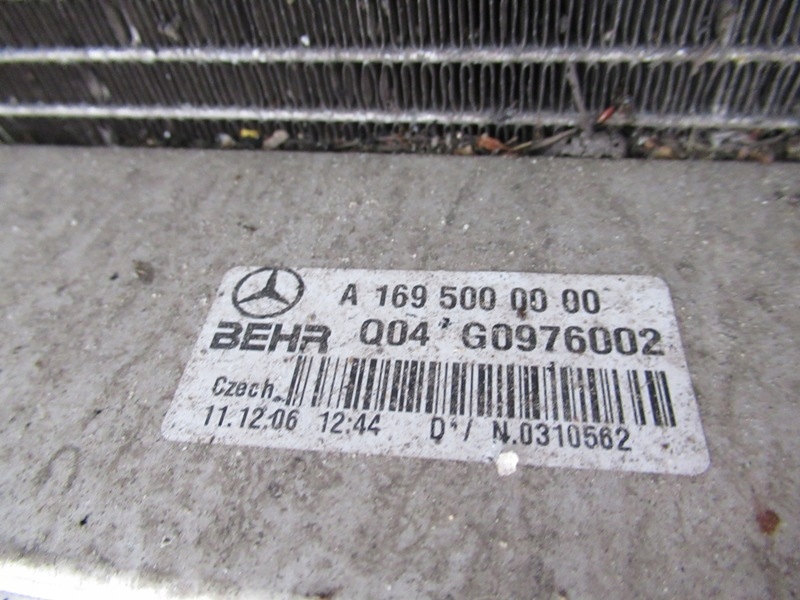 A 169 500 00 00
BEHR Q04 G0976002
Czech
11.12.06 12:44 D*/ N.0310562